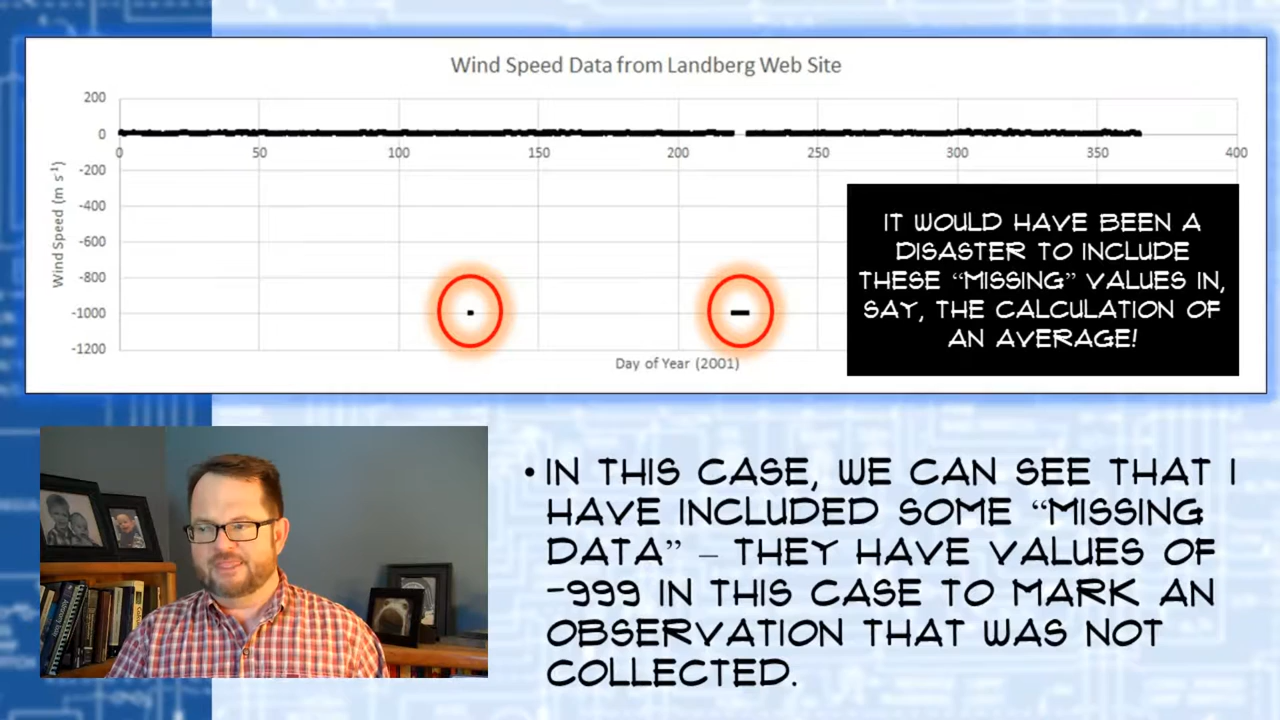 Wind Speed Data from Landberg Web Site
200
0
-200
-400
-600
-800
-1000
-1200
0 50 100 150 200 250 300 350 400
Wind Speed (m s⁻¹)
Day of Year (2001)
IT WOULD HAVE BEEN A
DISASTER TO INCLUDE
THESE “MISSING” VALUES IN,
SAY, THE CALCULATION OF
AN AVERAGE!
• IN THIS CASE, WE CAN SEE THAT I
HAVE INCLUDED SOME “MISSING
DATA” – THEY HAVE VALUES OF
-999 IN THIS CASE TO MARK AN
OBSERVATION THAT WAS NOT
COLLECTED.